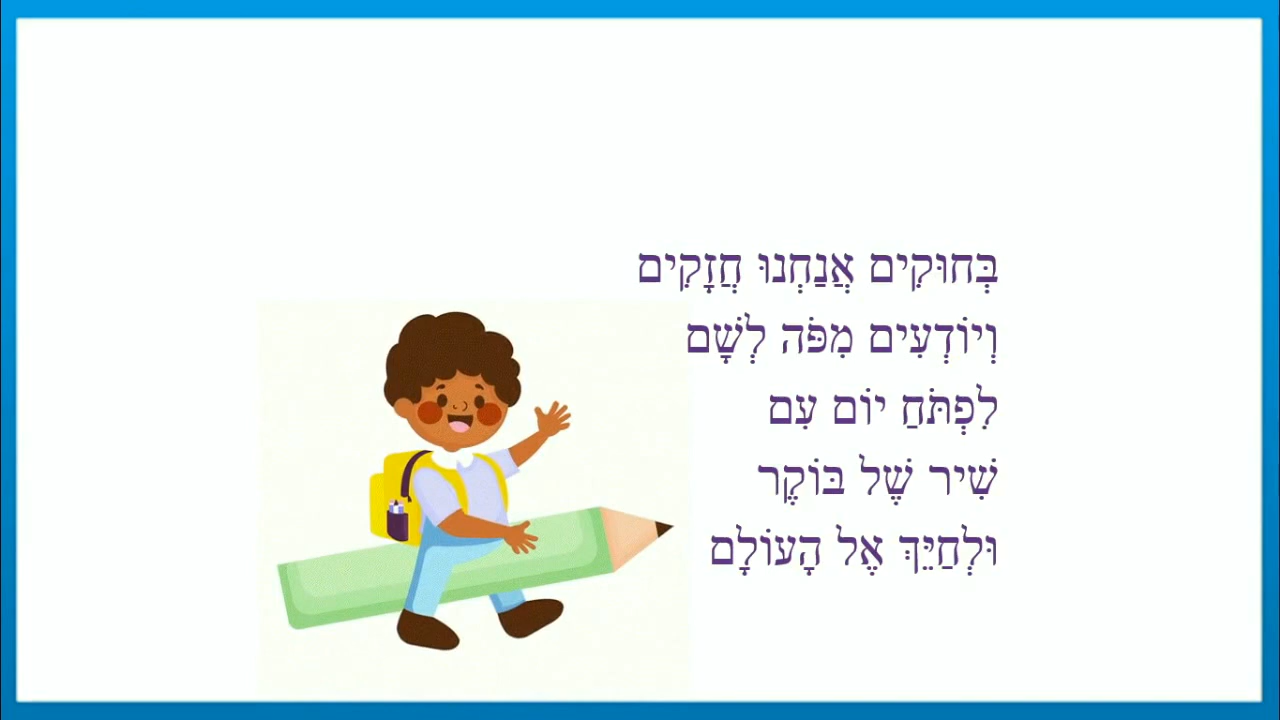 בְּחוּקִים אֲנַחְנוּ חֲזָקִים
וְיוֹדְעִים מִפֹּה לְשָׁם
לִפְתֹּחַ יוֹם עִם
שִׁיר שֶׁל בּוֹקֶר
וּלְחַיֵּךְ אֶל הָעוֹלָם